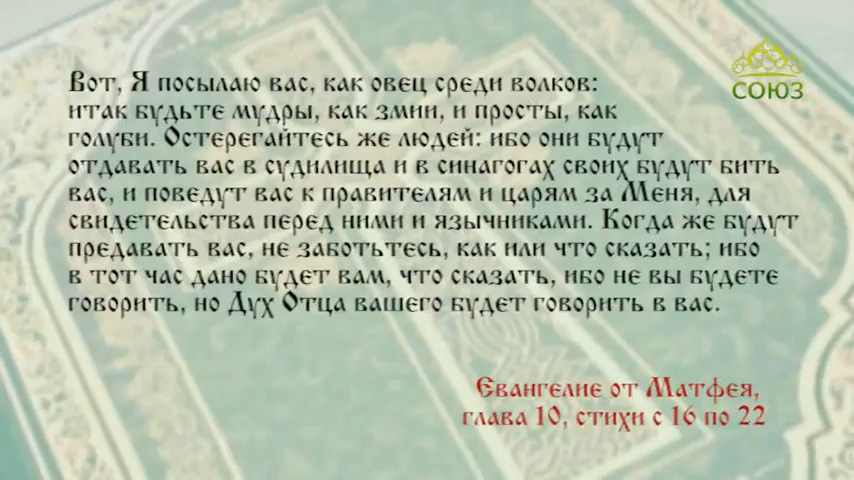 СОЮЗ
Вот, Я посылаю вас, как овец среди волков:
итак будьте мудры, как змии, и просты, как
голуби. Остерегайтесь же людей: ибо они будут
отдавать вас в судилища и в синагогах своих будут бить
вас, и поведут вас к правителям и царям за Меня, для
свидетельства перед ними и язычниками. Когда же будут
предавать вас, не заботьтесь, как или что сказать; ибо
в тот час дано будет вам, что сказать, ибо не вы будете
говорить, но Дух Отца вашего будет говорить в вас.
Евангелие от Матфея,
глава 10, стихи с 16 по 22